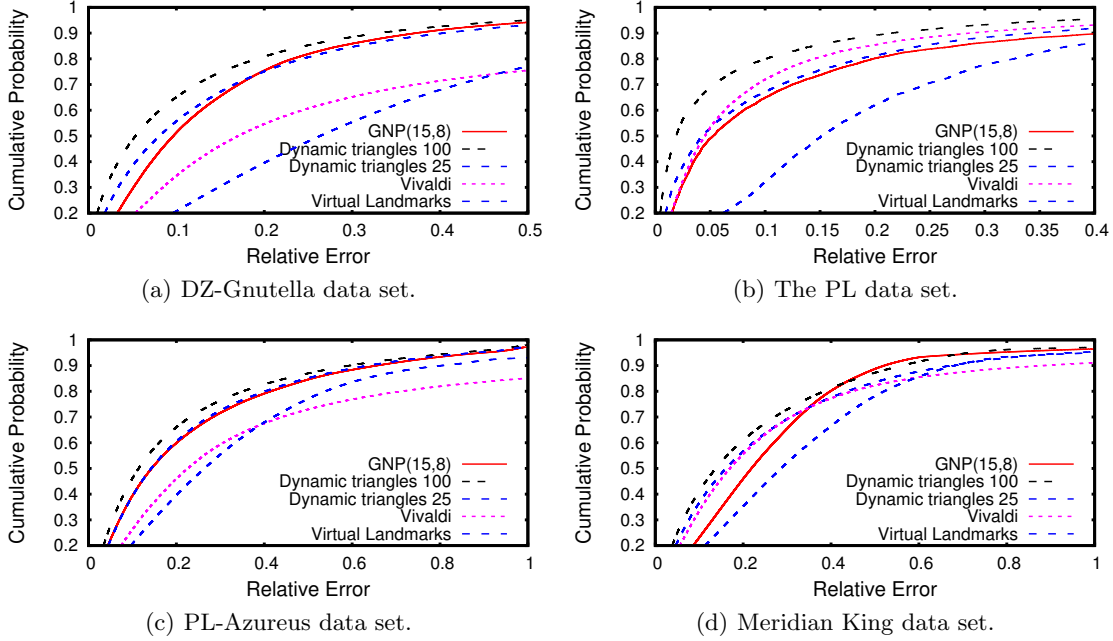 Cumulative Probability
1
0.9
0.8
0.7
0.6
0.5
0.4
0.3
0.2
0
0.1
0.2
0.3
0.4
0.5
Relative Error
GNP(15,8)
Dynamic triangles 100
Dynamic triangles 25
Vivaldi
Virtual Landmarks
(a) DZ-Gnutella data set.
Cumulative Probability
1
0.9
0.8
0.7
0.6
0.5
0.4
0.3
0.2
0
0.05
0.1
0.15
0.2
0.25
0.3
0.35
0.4
Relative Error
GNP(15,8)
Dynamic triangles 100
Dynamic triangles 25
Vivaldi
Virtual Landmarks
(b) The PL data set.
Cumulative Probability
1
0.9
0.8
0.7
0.6
0.5
0.4
0.3
0.2
0
0.2
0.4
0.6
0.8
1
Relative Error
GNP(15,8)
Dynamic triangles 100
Dynamic triangles 25
Vivaldi
Virtual Landmarks
(c) PL-Azureus data set.
Cumulative Probability
1
0.9
0.8
0.7
0.6
0.5
0.4
0.3
0.2
0
0.2
0.4
0.6
0.8
1
Relative Error
GNP(15,8)
Dynamic triangles 100
Dynamic triangles 25
Vivaldi
Virtual Landmarks
(d) Meridian King data set.